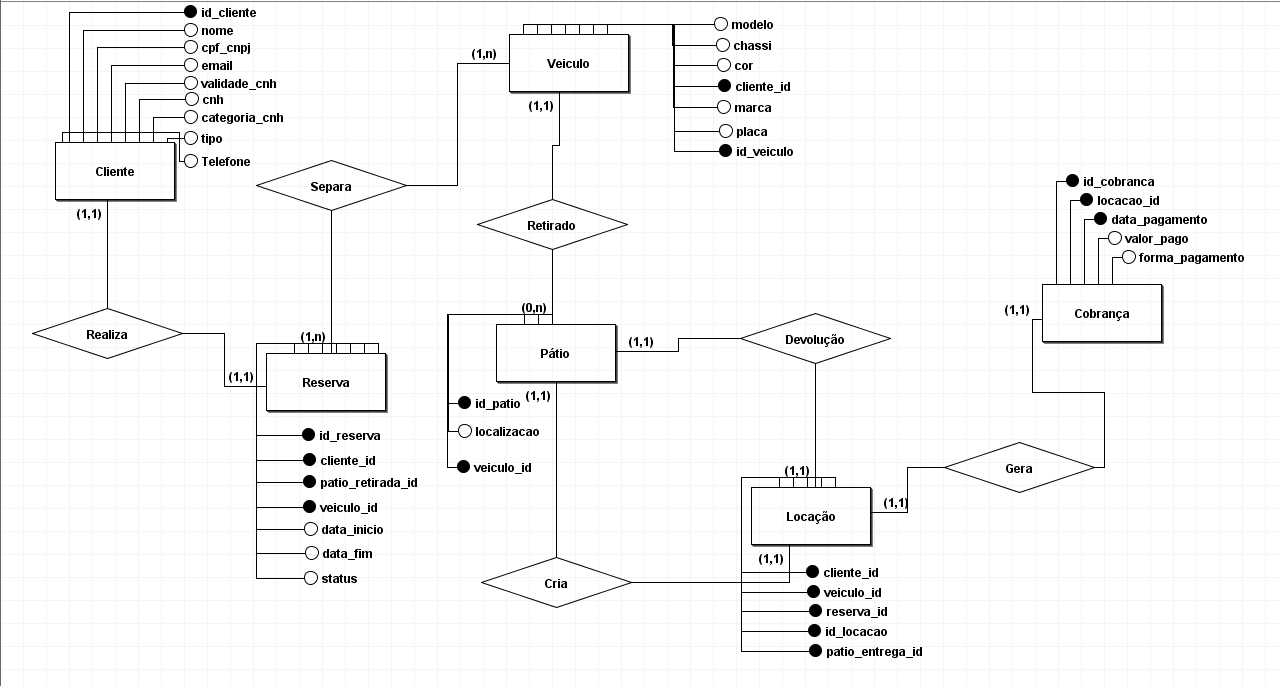 id_cliente
nome
cpf_cnpj
email
validade_cnh
cnh
categoria_cnh
tipo
Telefone
Cliente
(1,1)
(1,n)
Veiculo
(1,1)
modelo
chassi
cor
cliente_id
marca
placa
id_veiculo
Separa
Retirado
id_cobranca
locacao_id
data_pagamento
valor_pago
forma_pagamento
(1,1)
Cobrança
Realiza
(1,1)
(1,n)
Reserva
id_reserva
cliente_id
patio_retirada_id
veiculo_id
data_inicio
data_fim
status
(0,n)
Pátio
(1,1)
(1,1)
id_patio
localizacao
veiculo_id
Devolução
Gera
(1,1)
(1,1)
Locação
(1,1)
Cria
cliente_id
veiculo_id
reserva_id
id_locacao
patio_entrega_id